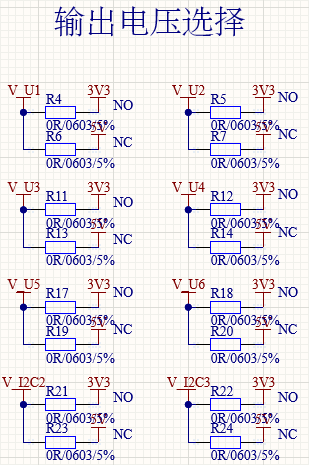 输出电压选择
V_U1 3V3 V_U2 3V3
R4 NO R5 NO
0R/0603/5% 5V 0R/0603/5% 5V
R6 NC R7 NC
0R/0603/5% 0R/0603/5%
V_U3 3V3 V_U4 3V3
R11 NO R12 NO
0R/0603/5% 5V 0R/0603/5% 5V
R13 NC R14 NC
0R/0603/5% 0R/0603/5%
V_U5 3V3 V_U6 3V3
R17 NO R18 NO
0R/0603/5% 5V 0R/0603/5% 5V
R19 NC R20 NC
0R/0603/5% 0R/0603/5%
V_I2C2 3V3 V_I2C3 3V3
R21 NO R22 NO
0R/0603/5% 5V 0R/0603/5% 5V
R23 NC R24 NC
0R/0603/5% 0R/0603/5%